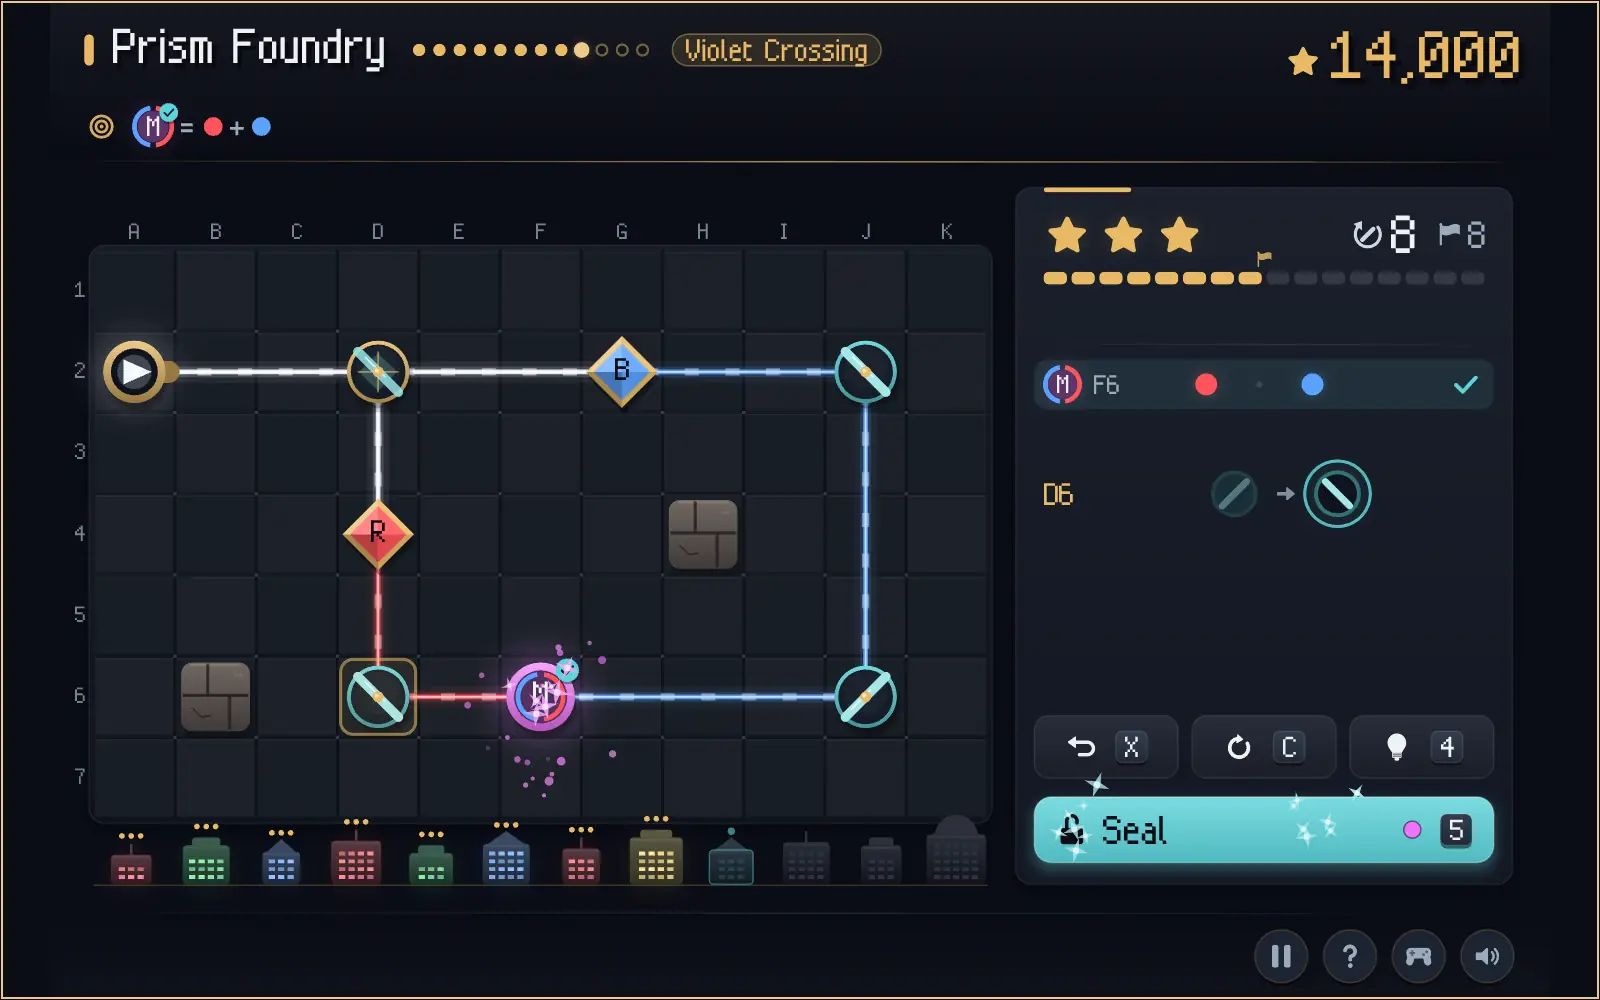 Prism Foundry
Violet Crossing
14,000
M = +
A B C D E F G H I J K
1
2
3
4
5
6
7
B
R
M
8 8
M F6
D6
X C 4
Seal 5
?